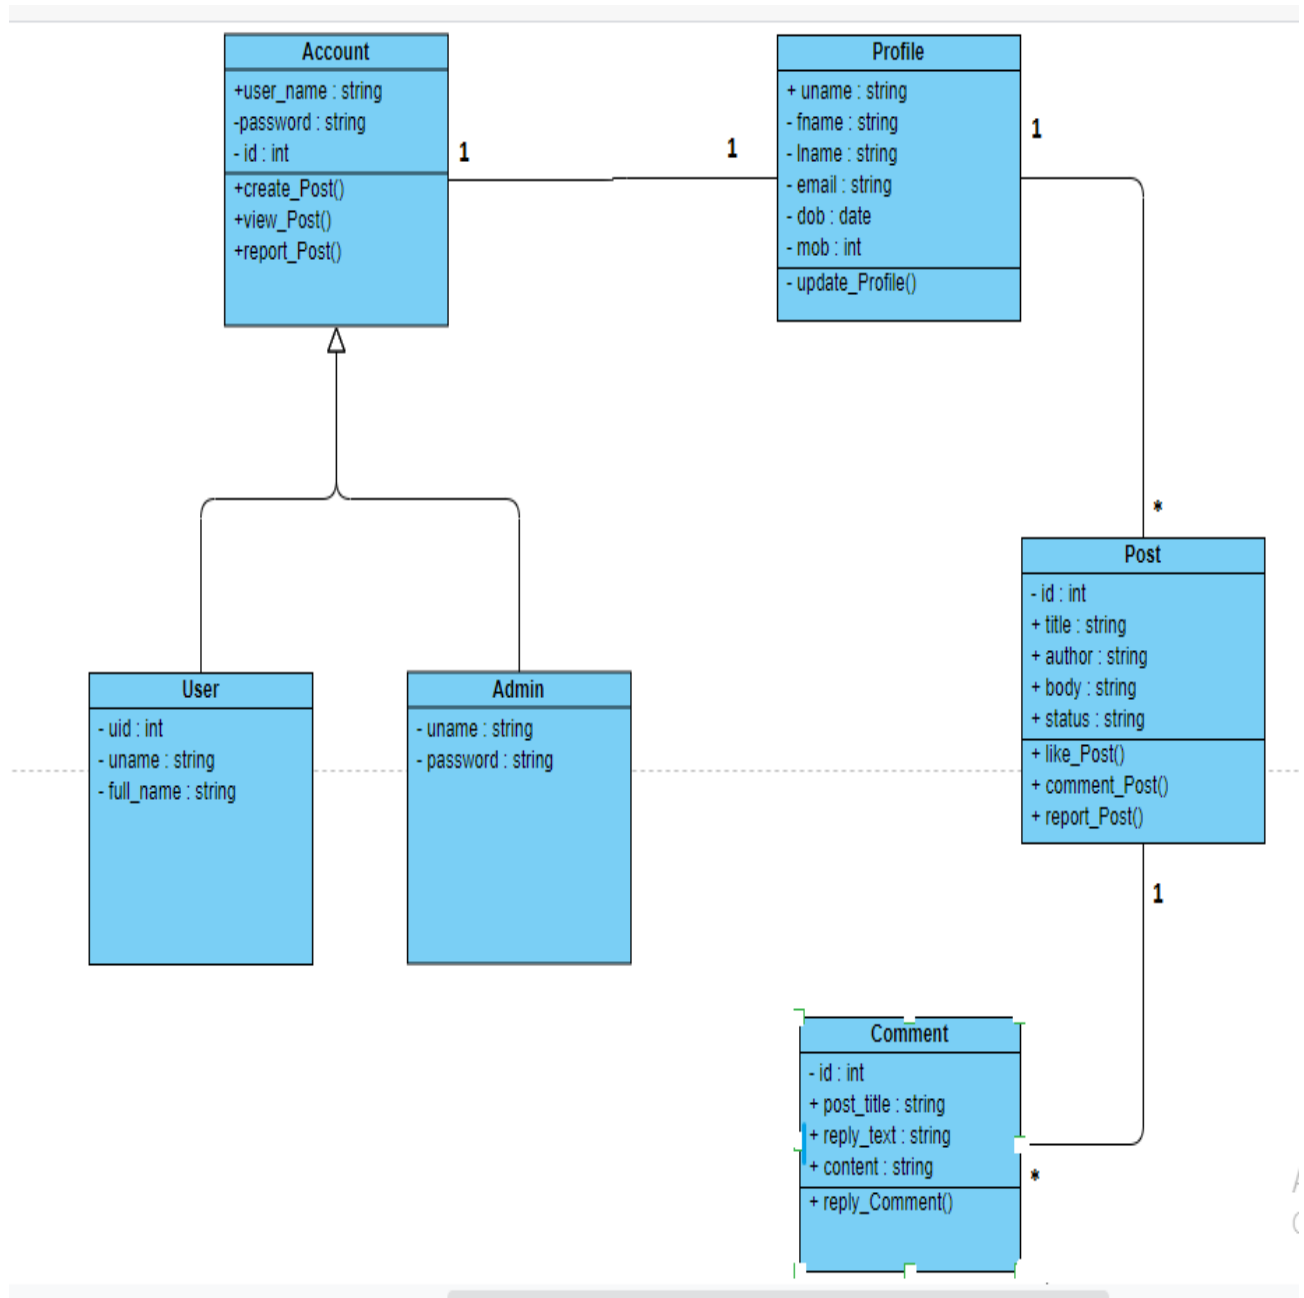 Account
+user_name : string
-password : string
- id : int
+create_Post()
+view_Post()
+report_Post()
1
1
Profile
+ uname : string
- fname : string
- lname : string
- email : string
- dob : date
- mob : int
- update_Profile()
1
*
User
- uid : int
- uname : string
- full_name : string
Admin
- uname : string
- password : string
Post
- id : int
+ title : string
+ author : string
+ body : string
+ status : string
+ like_Post()
+ comment_Post()
+ report_Post()
1
Comment
- id : int
+ post_title : string
+ reply_text : string
+ content : string
+ reply_Comment()
*